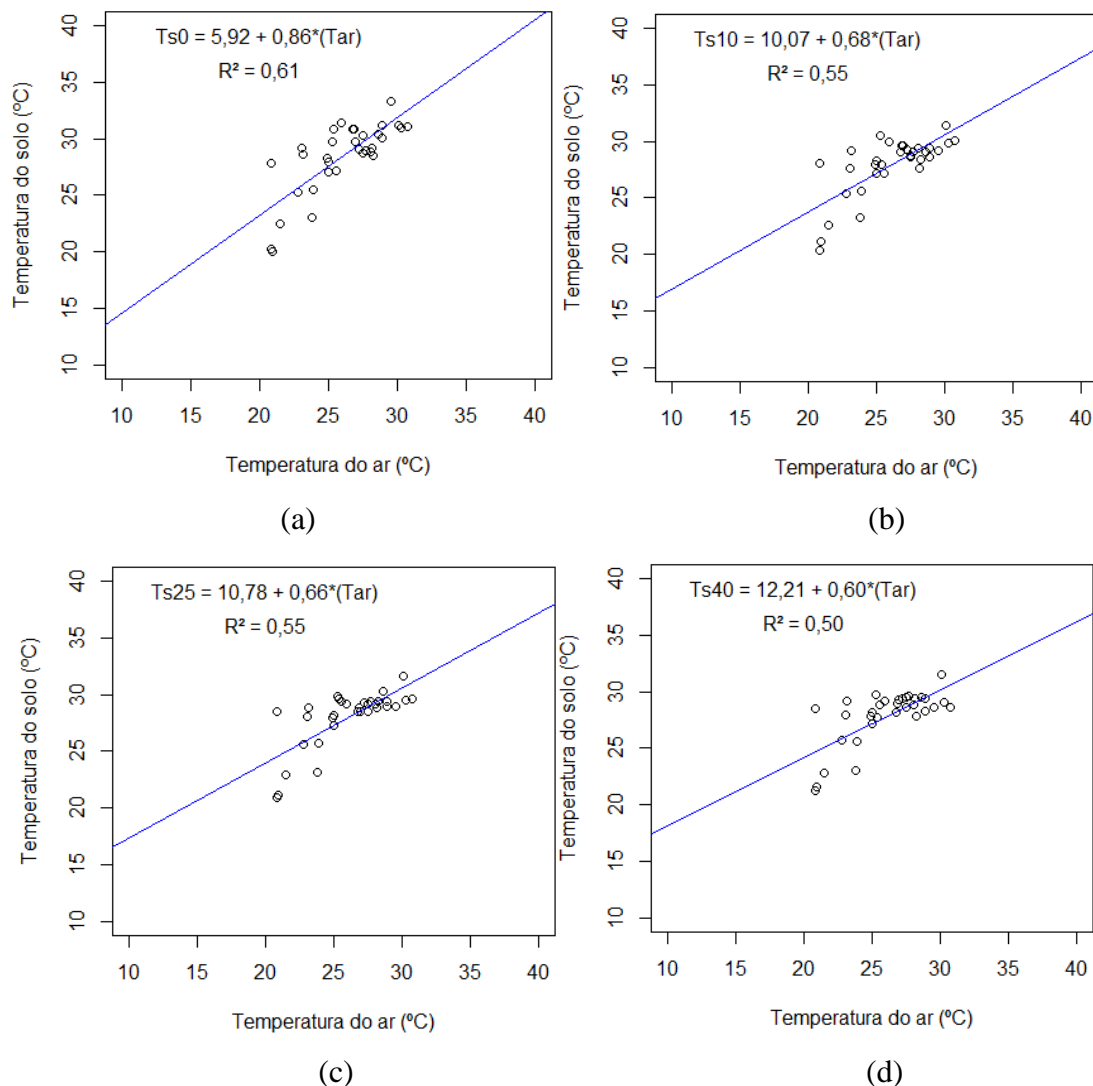 Ts0 = 5,92 + 0,86*(Tar)
R² = 0,61
Temperatura do solo (ºC)
40
35
30
25
20
15
10
10 15 20 25 30 35 40
Temperatura do ar (ºC)
(a)
Ts10 = 10,07 + 0,68*(Tar)
R² = 0,55
Temperatura do solo (ºC)
40
35
30
25
20
15
10
10 15 20 25 30 35 40
Temperatura do ar (ºC)
(b)
Ts25 = 10,78 + 0,66*(Tar)
R² = 0,55
Temperatura do solo (ºC)
40
35
30
25
20
15
10
10 15 20 25 30 35 40
Temperatura do ar (ºC)
(c)
Ts40 = 12,21 + 0,60*(Tar)
R² = 0,50
Temperatura do solo (ºC)
40
35
30
25
20
15
10
10 15 20 25 30 35 40
Temperatura do ar (ºC)
(d)